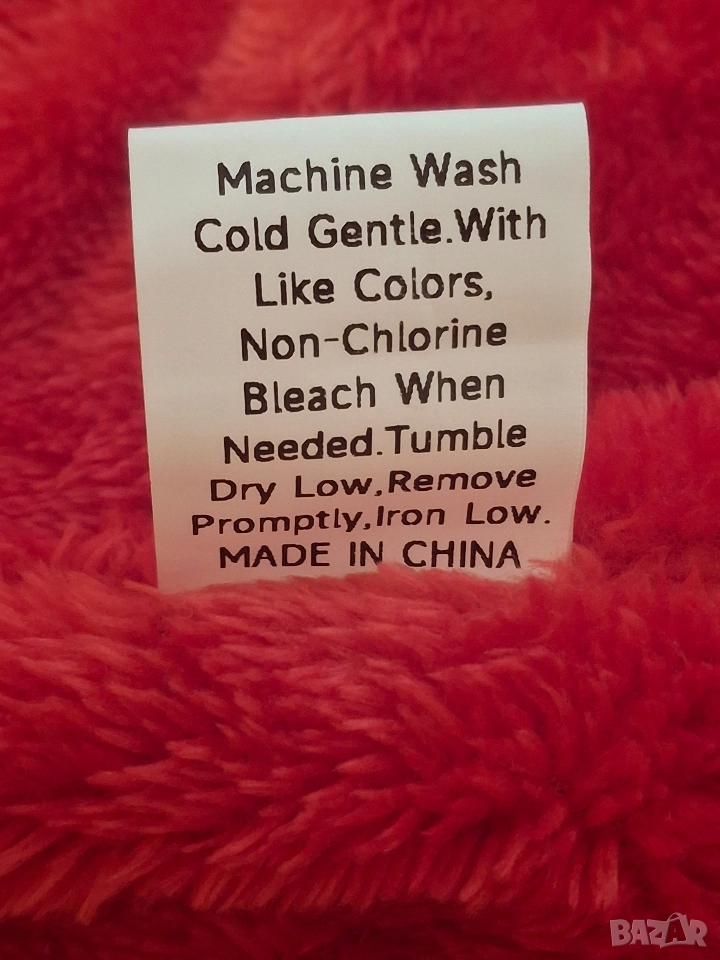 Machine Wash
Cold Gentle.With
Like Colors,
Non-Chlorine
Bleach When
Needed.Tumble
Dry Low,Remove
Promptly,Iron Low.
MADE IN CHINA
BAZAR